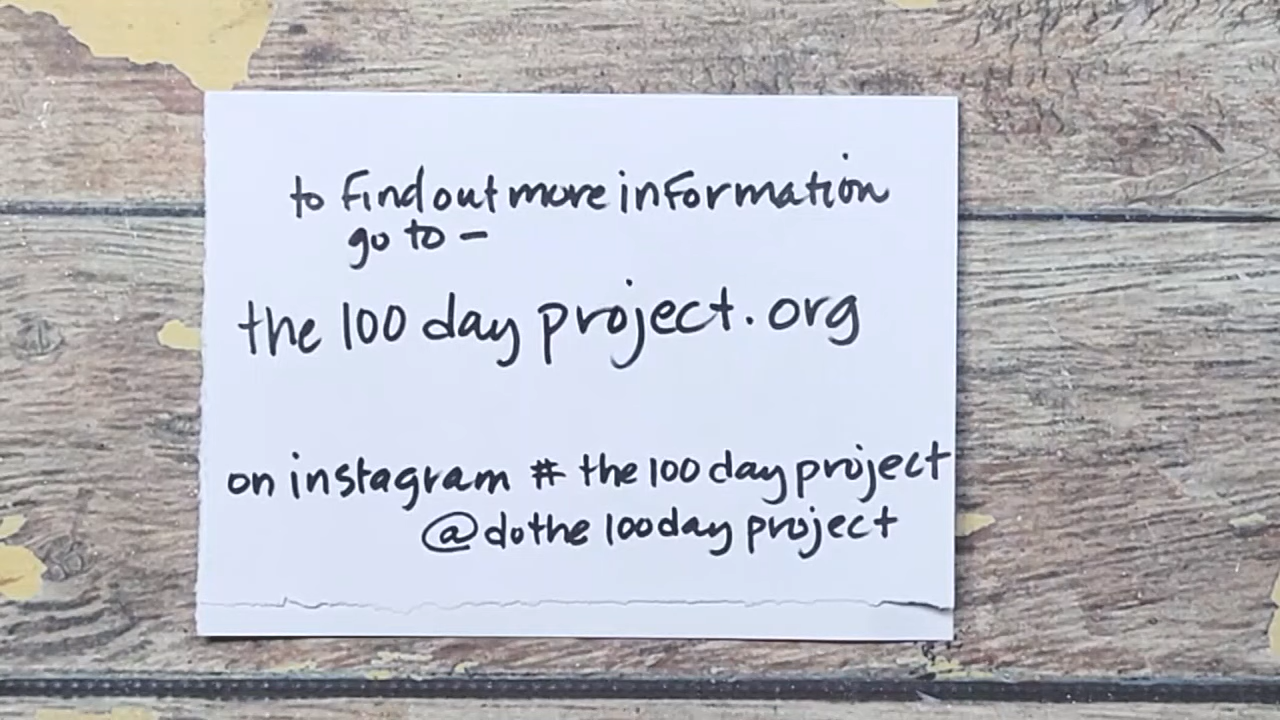 to find out more information
go to -
the 100 day project.org
on instagram # the 100 day project
@dothe 100day project